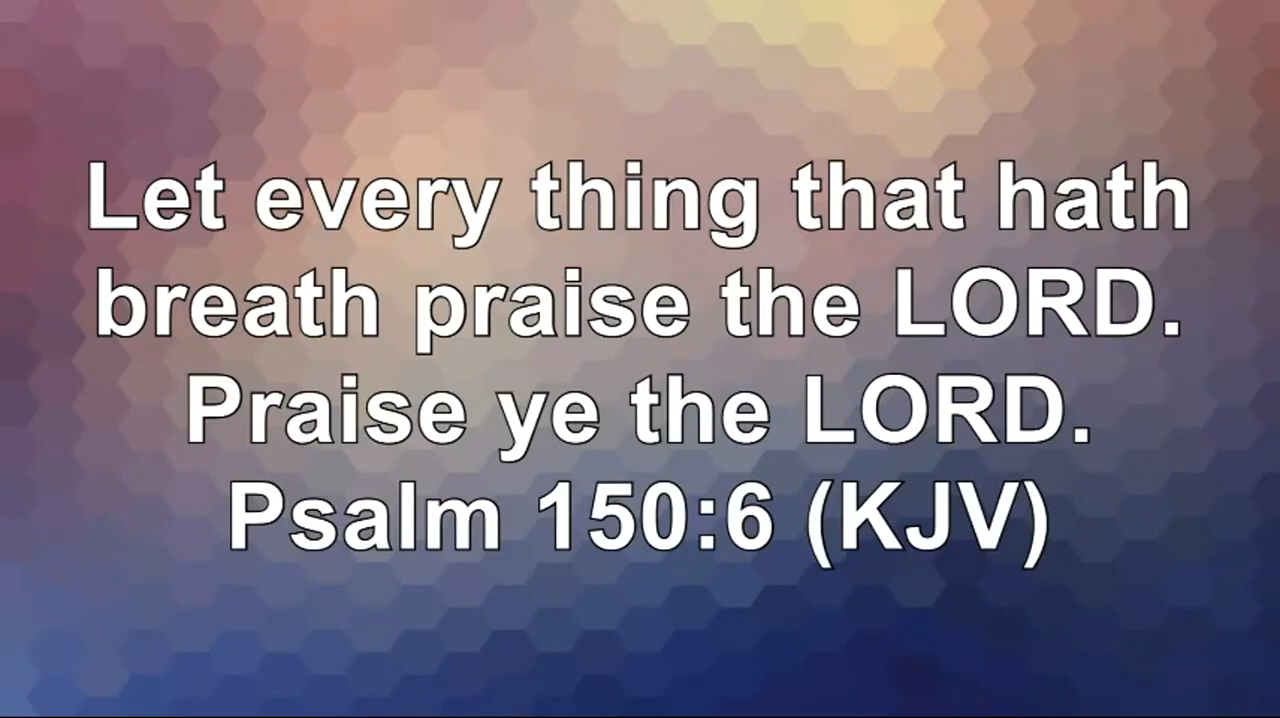 Let every thing that hath
breath praise the LORD.
Praise ye the LORD.
Psalm 150:6 (KJV)